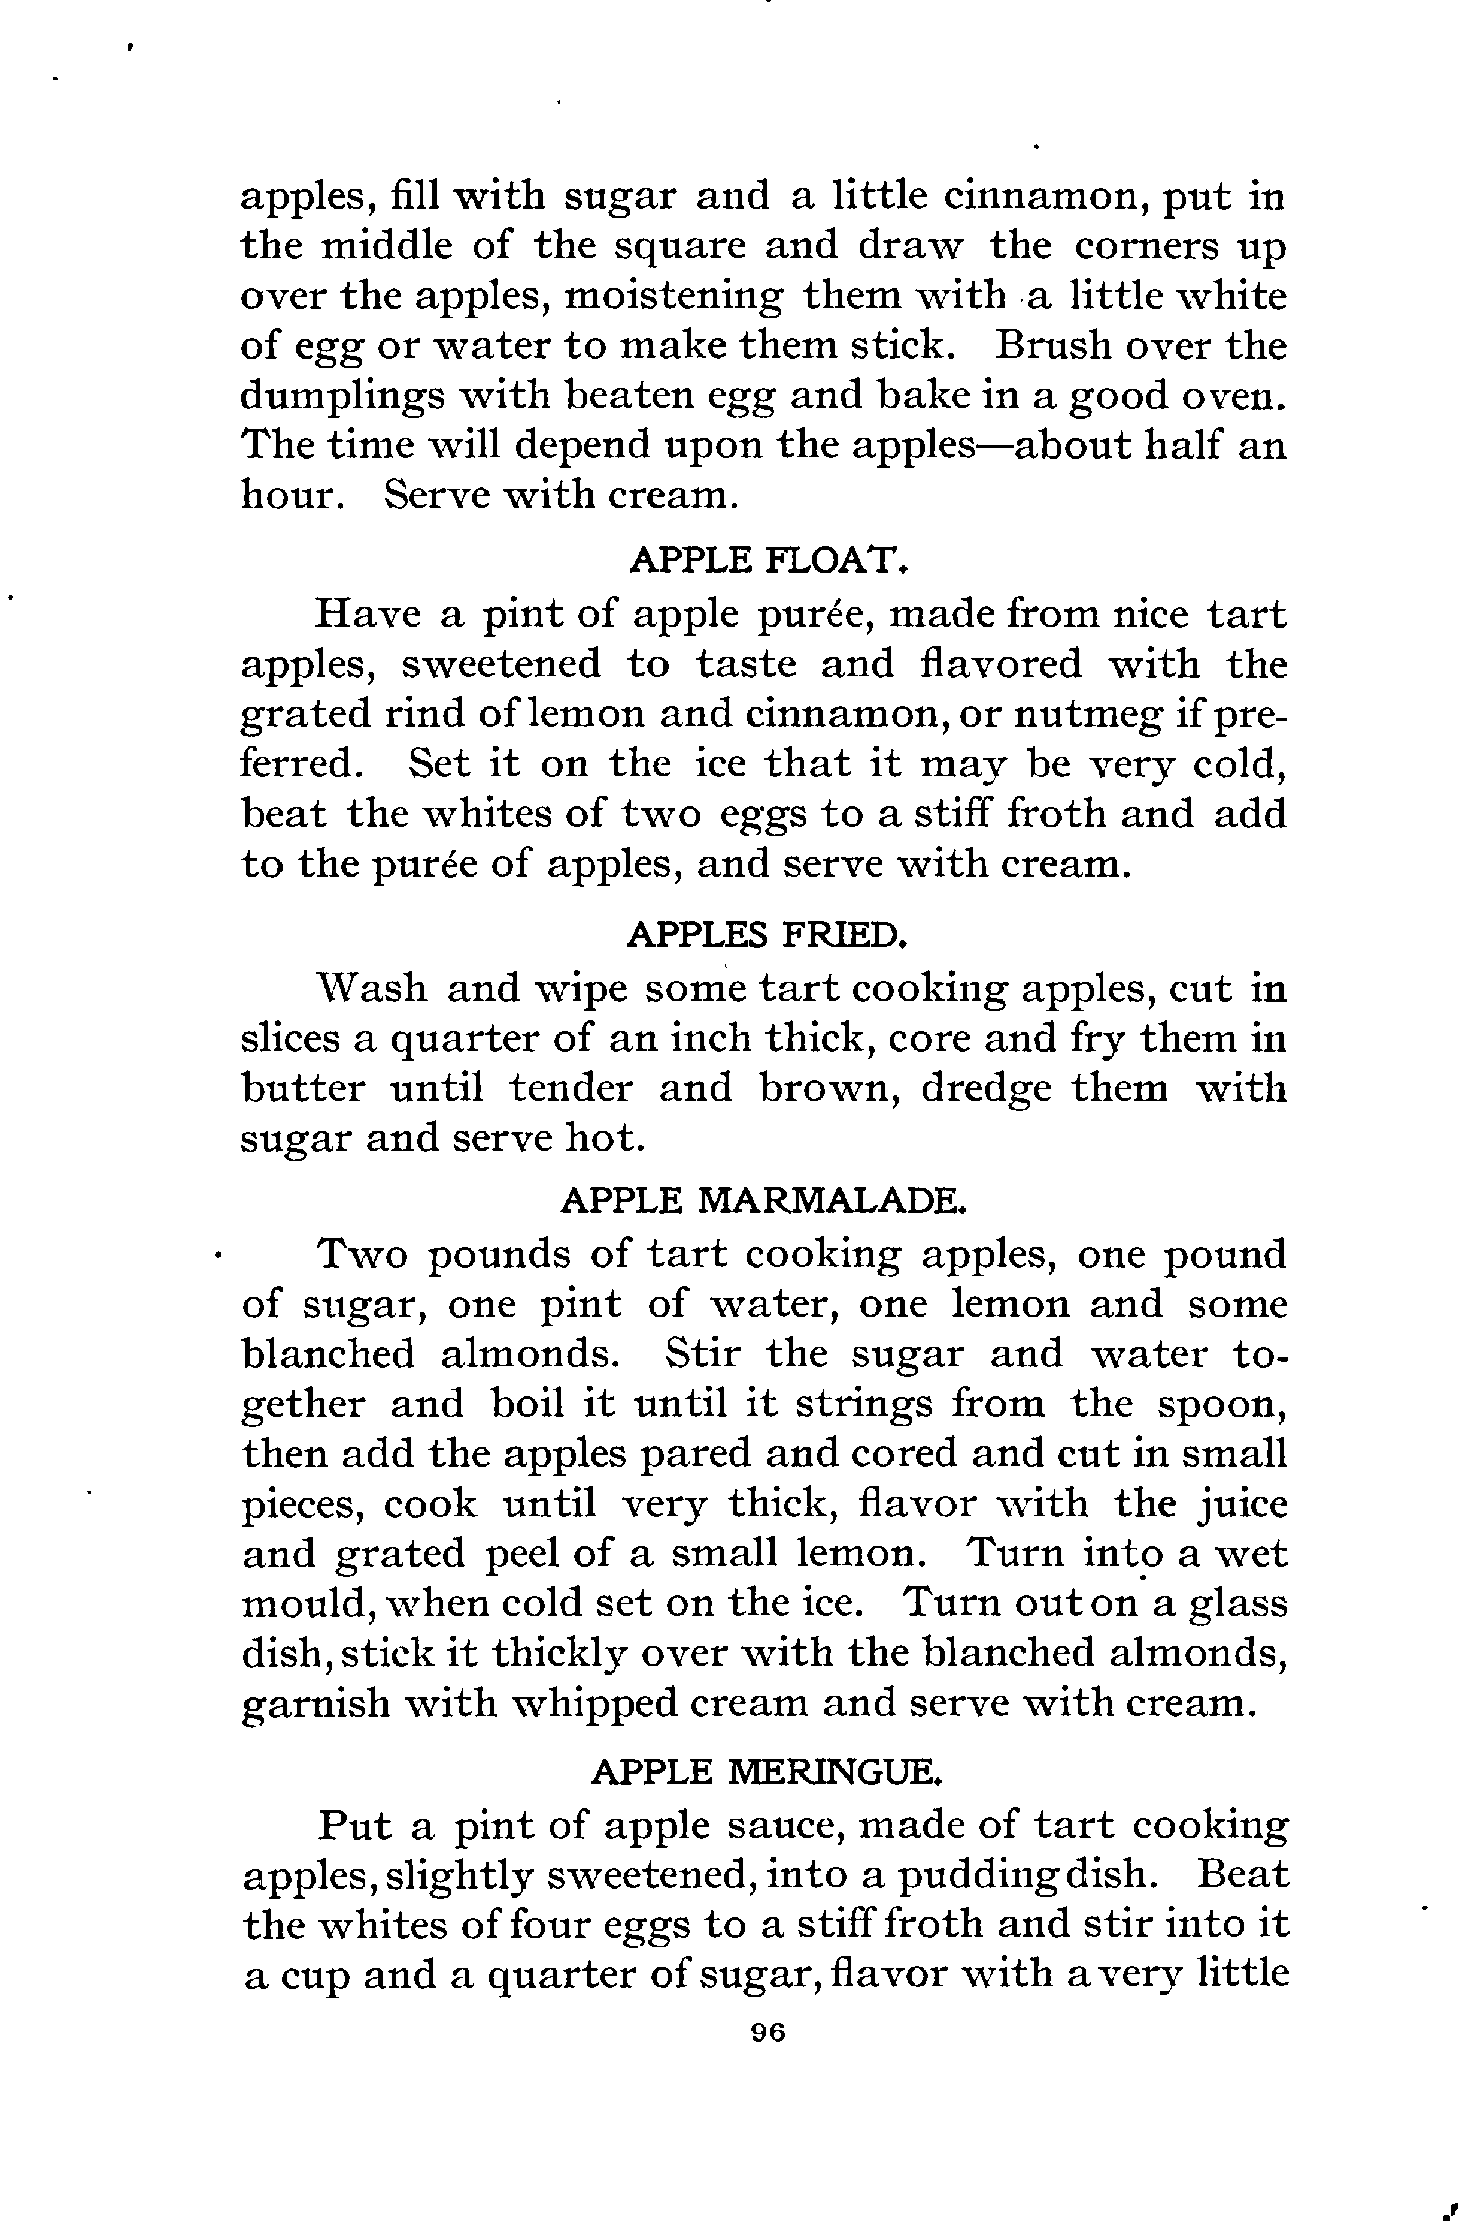 apples, fill with sugar and a little cinnamon, put in
the middle of the square and draw the corners up
over the apples, moistening them with a little white
of egg or water to make them stick. Brush over the
dumplings with beaten egg and bake in a good oven.
The time will depend upon the apples—about half an
hour. Serve with cream.
APPLE FLOAT.
Have a pint of apple purée, made from nice tart
apples, sweetened to taste and flavored with the
grated rind of lemon and cinnamon, or nutmeg if pre-
ferred. Set it on the ice that it may be very cold,
beat the whites of two eggs to a stiff froth and add
to the purée of apples, and serve with cream.
APPLES FRIED.
Wash and wipe some tart cooking apples, cut in
slices a quarter of an inch thick, core and fry them in
butter until tender and brown, dredge them with
sugar and serve hot.
APPLE MARMALADE.
Two pounds of tart cooking apples, one pound
of sugar, one pint of water, one lemon and some
blanched almonds. Stir the sugar and water to-
gether and boil it until it strings from the spoon,
then add the apples pared and cored and cut in small
pieces, cook until very thick, flavor with the juice
and grated peel of a small lemon. Turn into a wet
mould, when cold set on the ice. Turn out on a glass
dish, stick it thickly over with the blanched almonds,
garnish with whipped cream and serve with cream.
APPLE MERINGUE.
Put a pint of apple sauce, made of tart cooking
apples, slightly sweetened, into a pudding dish. Beat
the whites of four eggs to a stiff froth and stir into it
a cup and a quarter of sugar, flavor with a very little
96